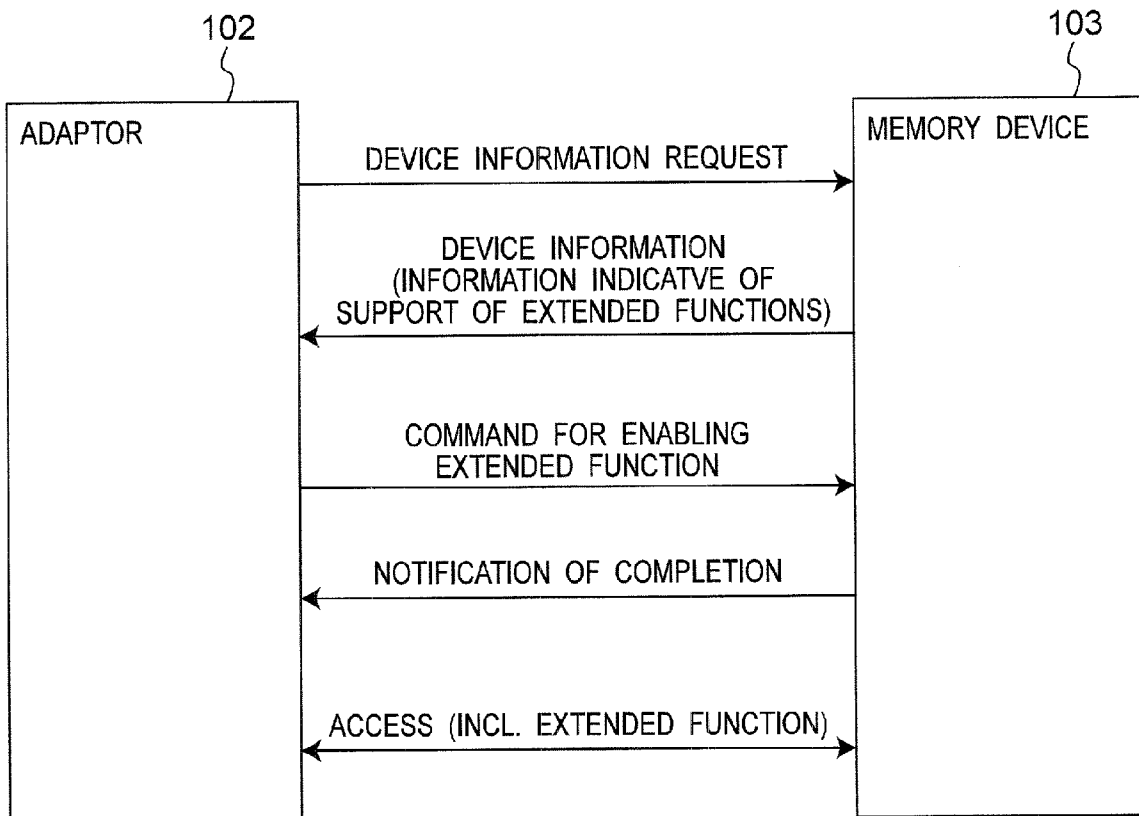 102
103
ADAPTOR
MEMORY DEVICE
DEVICE INFORMATION REQUEST
DEVICE INFORMATION
(INFORMATION INDICATVE OF
SUPPORT OF EXTENDED FUNCTIONS)
COMMAND FOR ENABLING
EXTENDED FUNCTION
NOTIFICATION OF COMPLETION
ACCESS (INCL. EXTENDED FUNCTION)